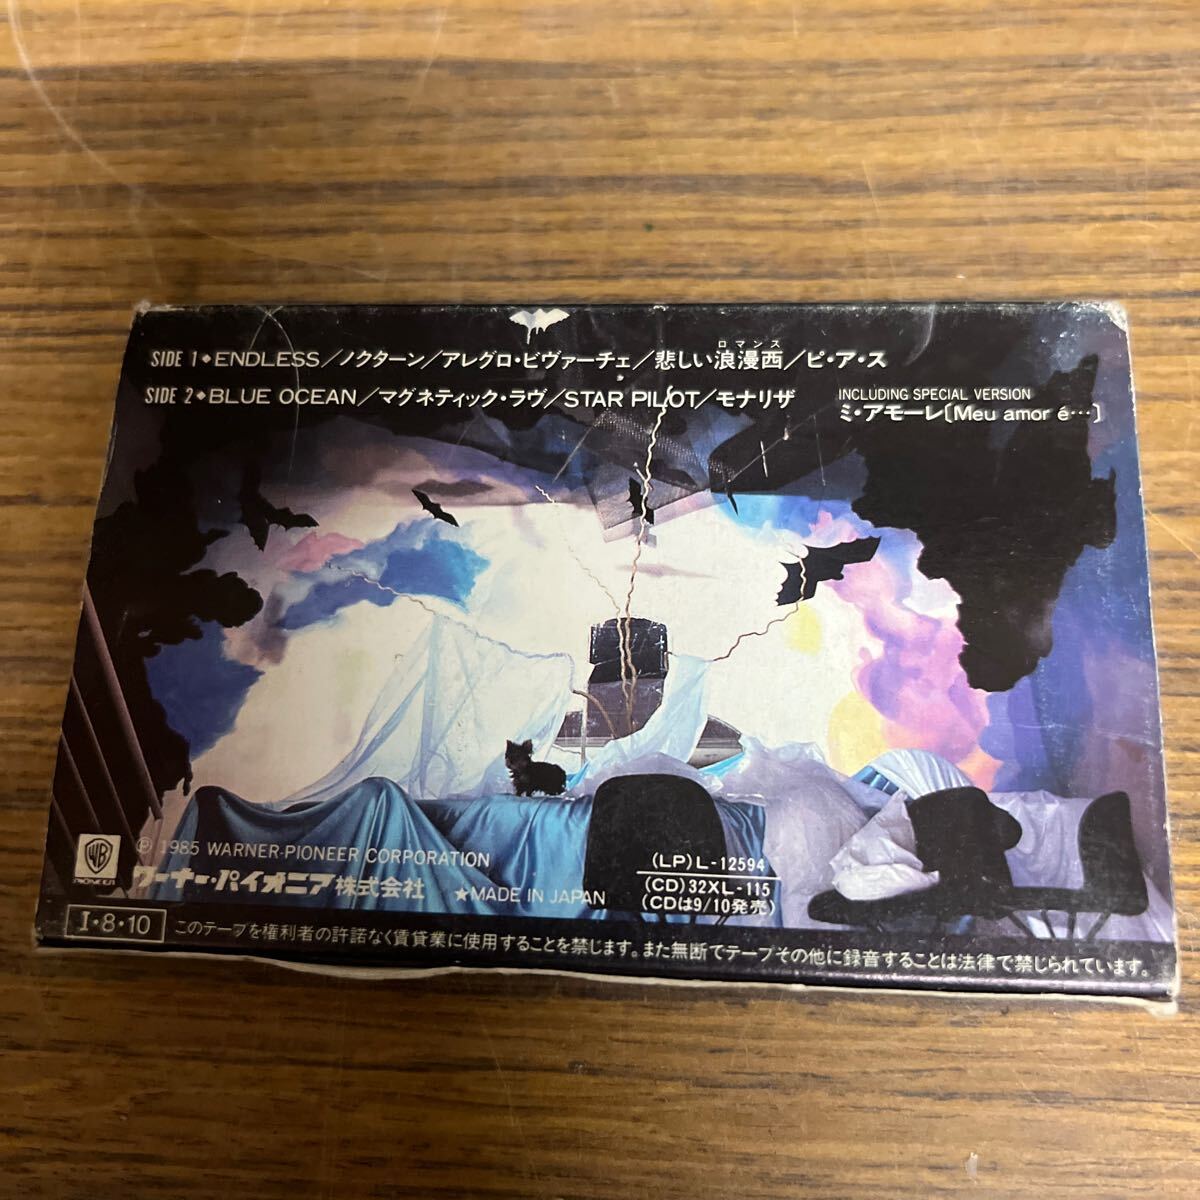 SIDE 1◆ENDLESS/ノクターン/アレグロ・ビヴァーチェ/悲しい浪漫西/ピ・ア・ス
ロマンス
SIDE 2◆BLUE OCEAN/マグネティック・ラヴ/STAR PILOT/モナリザ
INCLUDING SPECIAL VERSION
ミ・アモーレ〔Meu amor é…〕
WB
PIONEER
℗ 1985 WARNER-PIONEER CORPORATION
ワーナー・パイオニア株式会社
★MADE IN JAPAN
(LP)L-12594
(CD)32XL-115
(CDは9/10発売)
I・8・10
このテープを権利者の許諾なく賃貸業に使用することを禁じます。また無断でテープその他に録音することは法律で禁じられています。